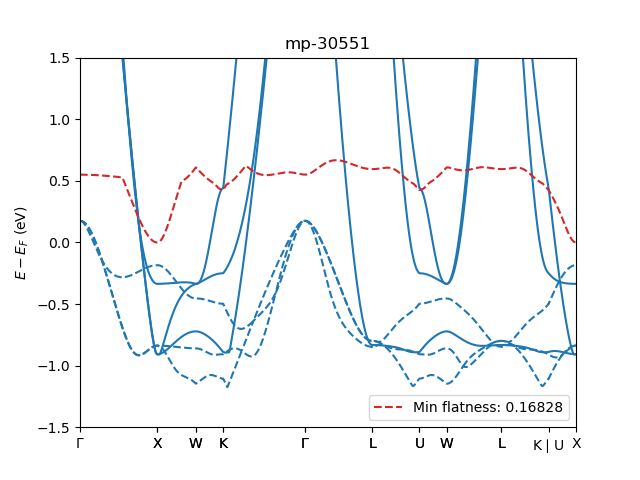 mp-30551
E − E_F (eV)
1.5
1.0
0.5
0.0
−0.5
−1.0
−1.5
Min flatness: 0.16828
Γ X W K Γ L U W L K | U X